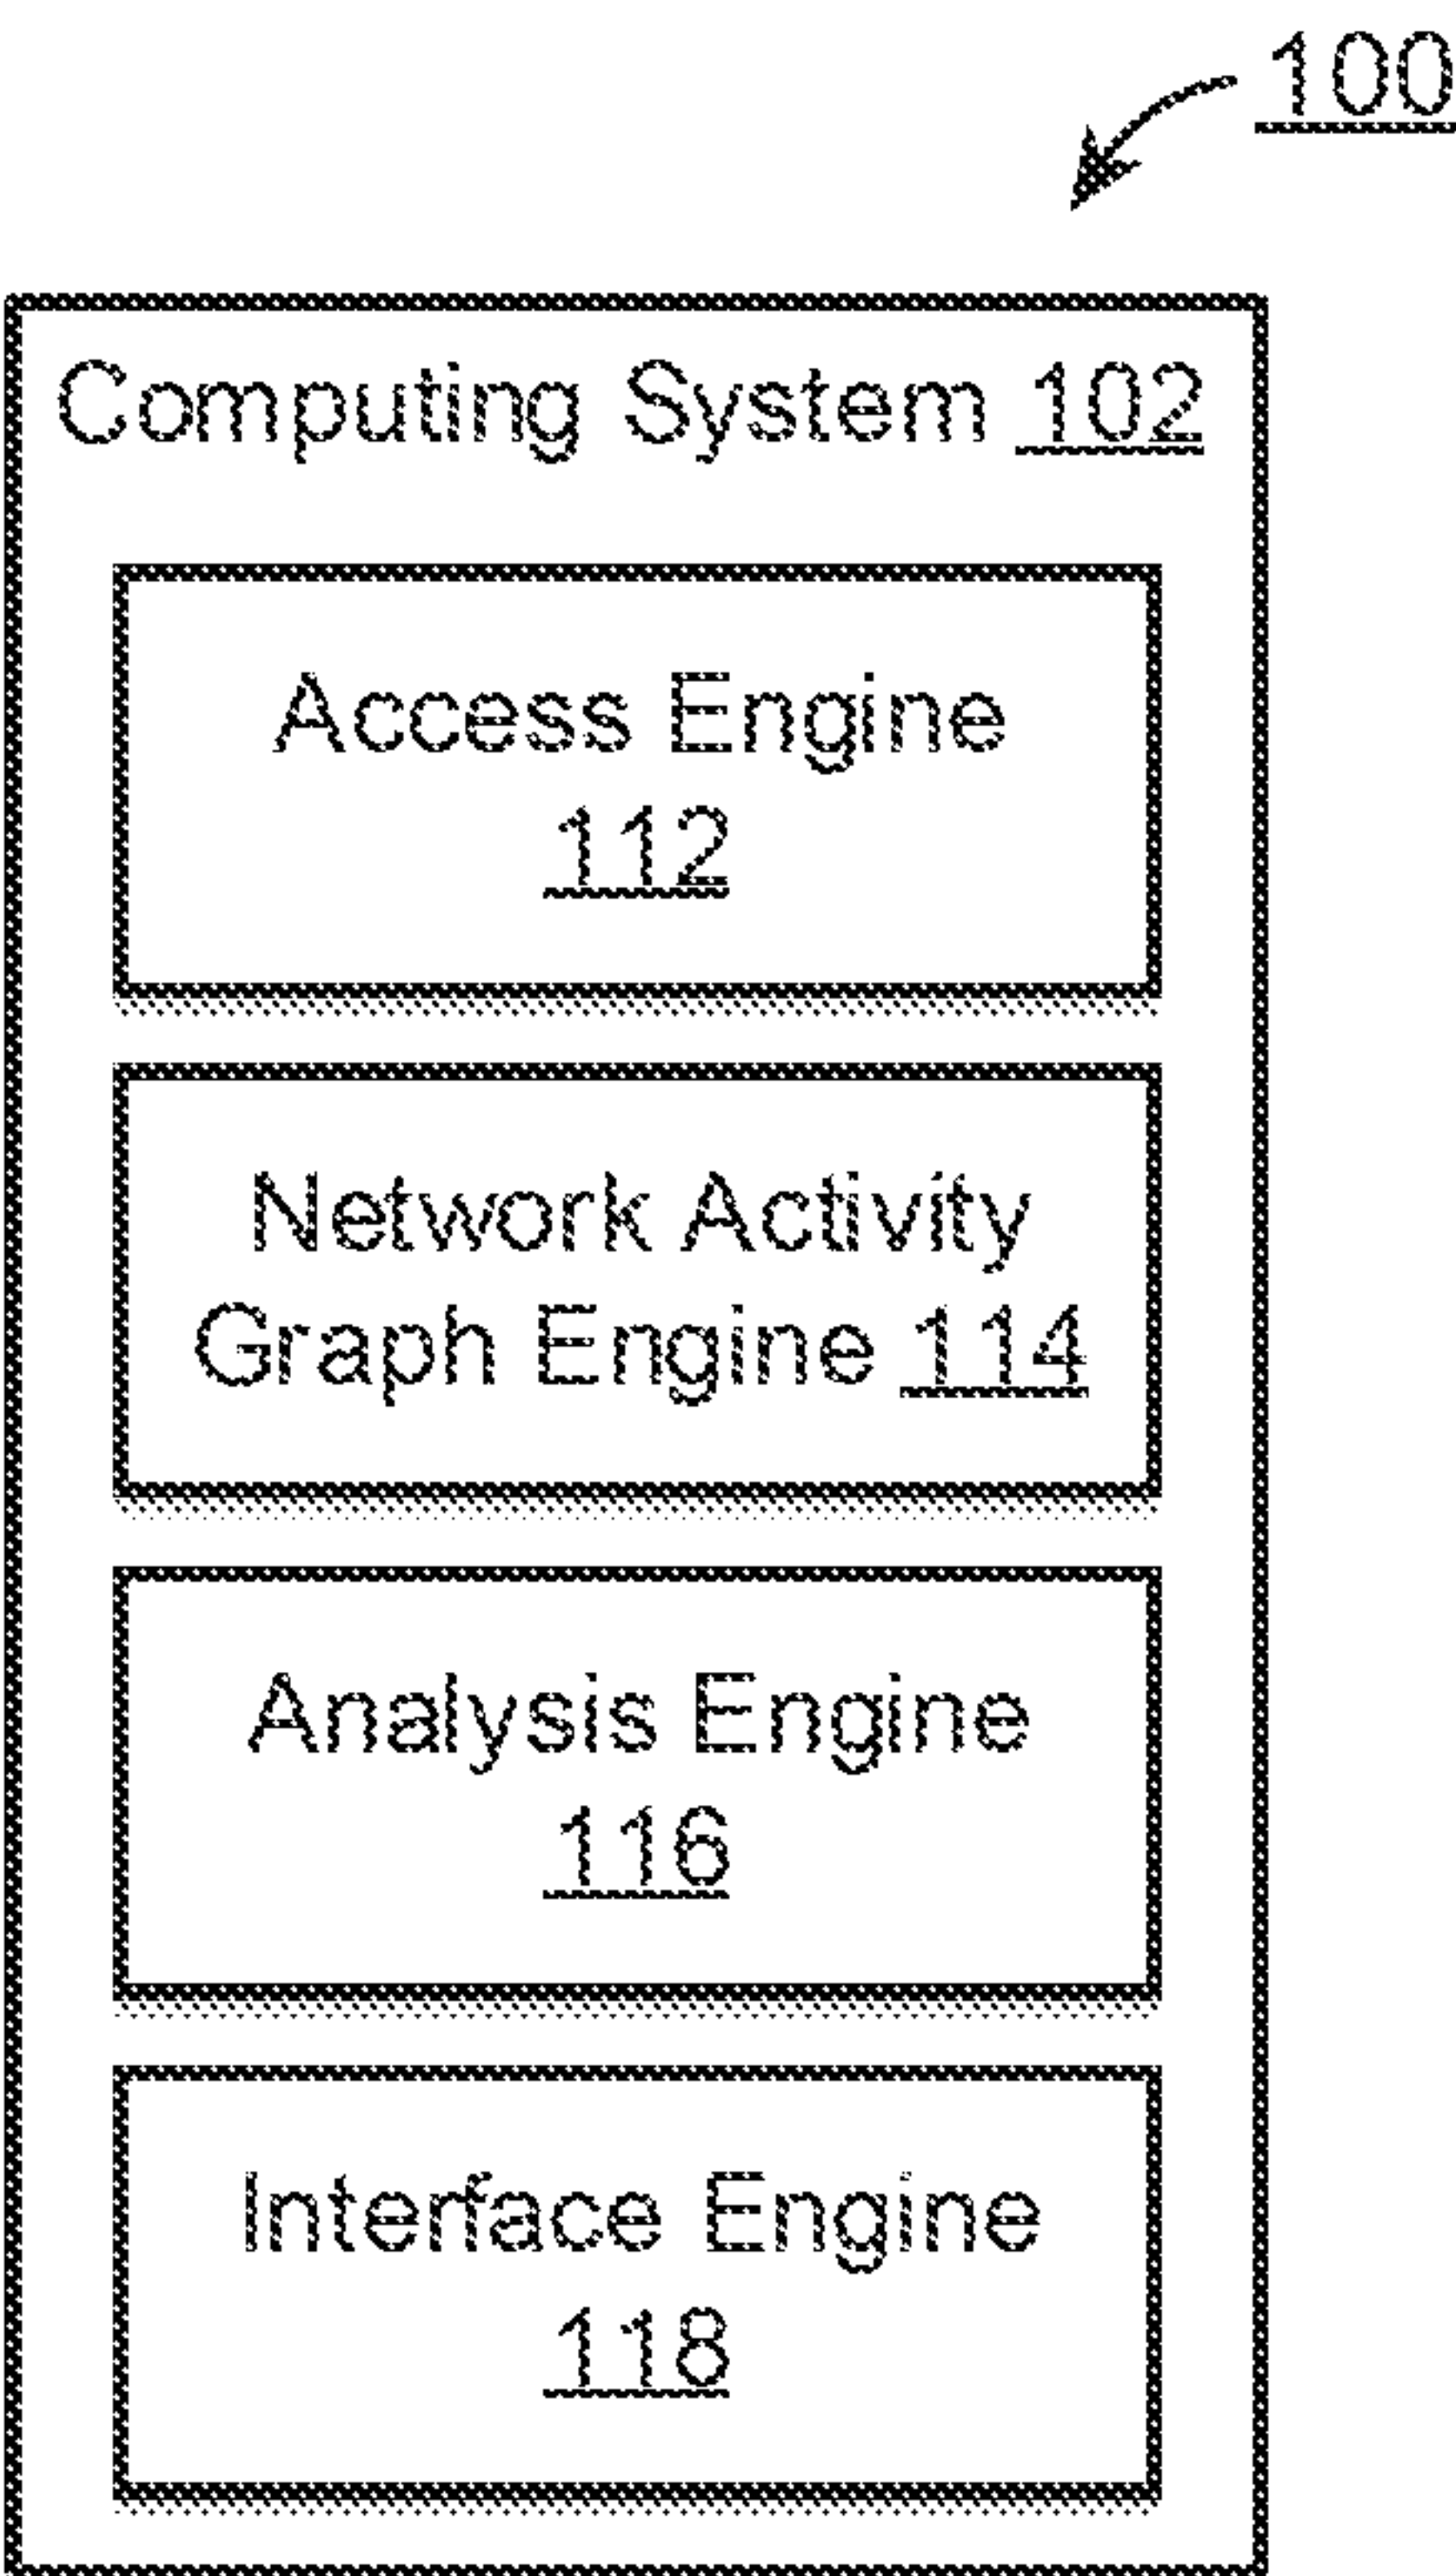 100
Computing System 102
Access Engine
112
Network Activity
Graph Engine 114
Analysis Engine
116
Interface Engine
118